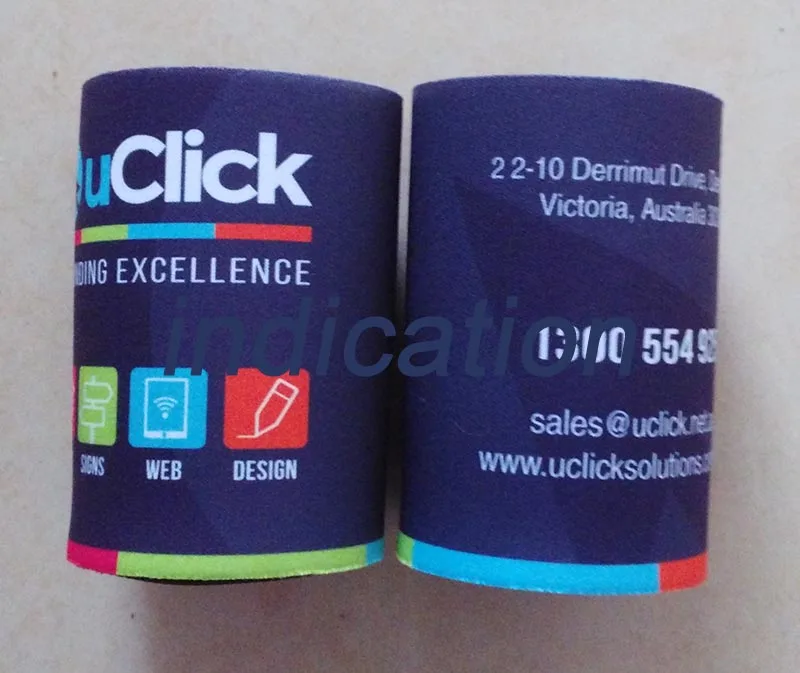 uClick
EXCELLENCE
SIGNS
WEB
DESIGN
2 2-10 Derrimut Drive,
Victoria, Australia
1300 554
sales@uclick.net
www.uclicksolutions.
indication